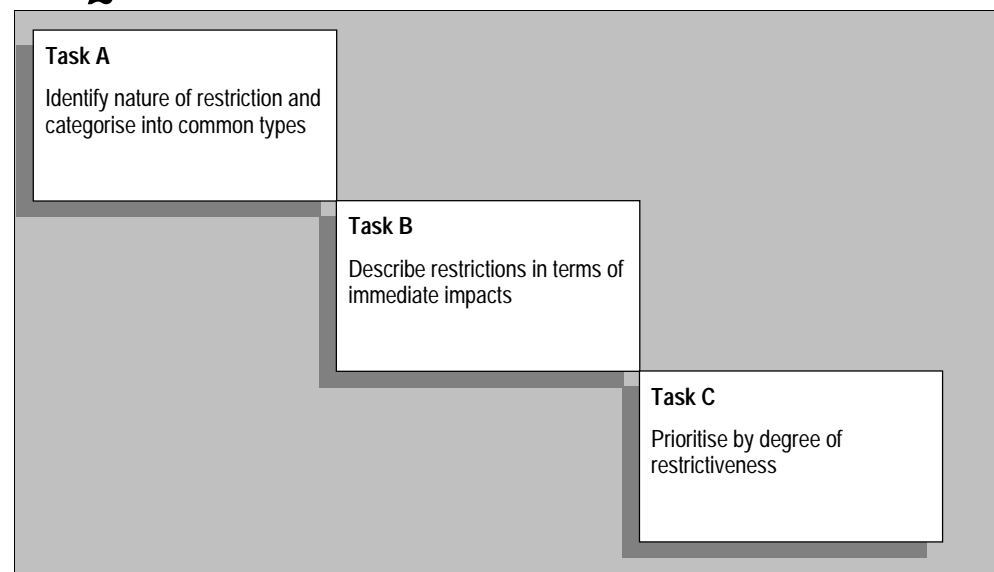 Task A
Identify nature of restriction and
categorise into common types
Task B
Describe restrictions in terms of
immediate impacts
Task C
Prioritise by degree of
restrictiveness